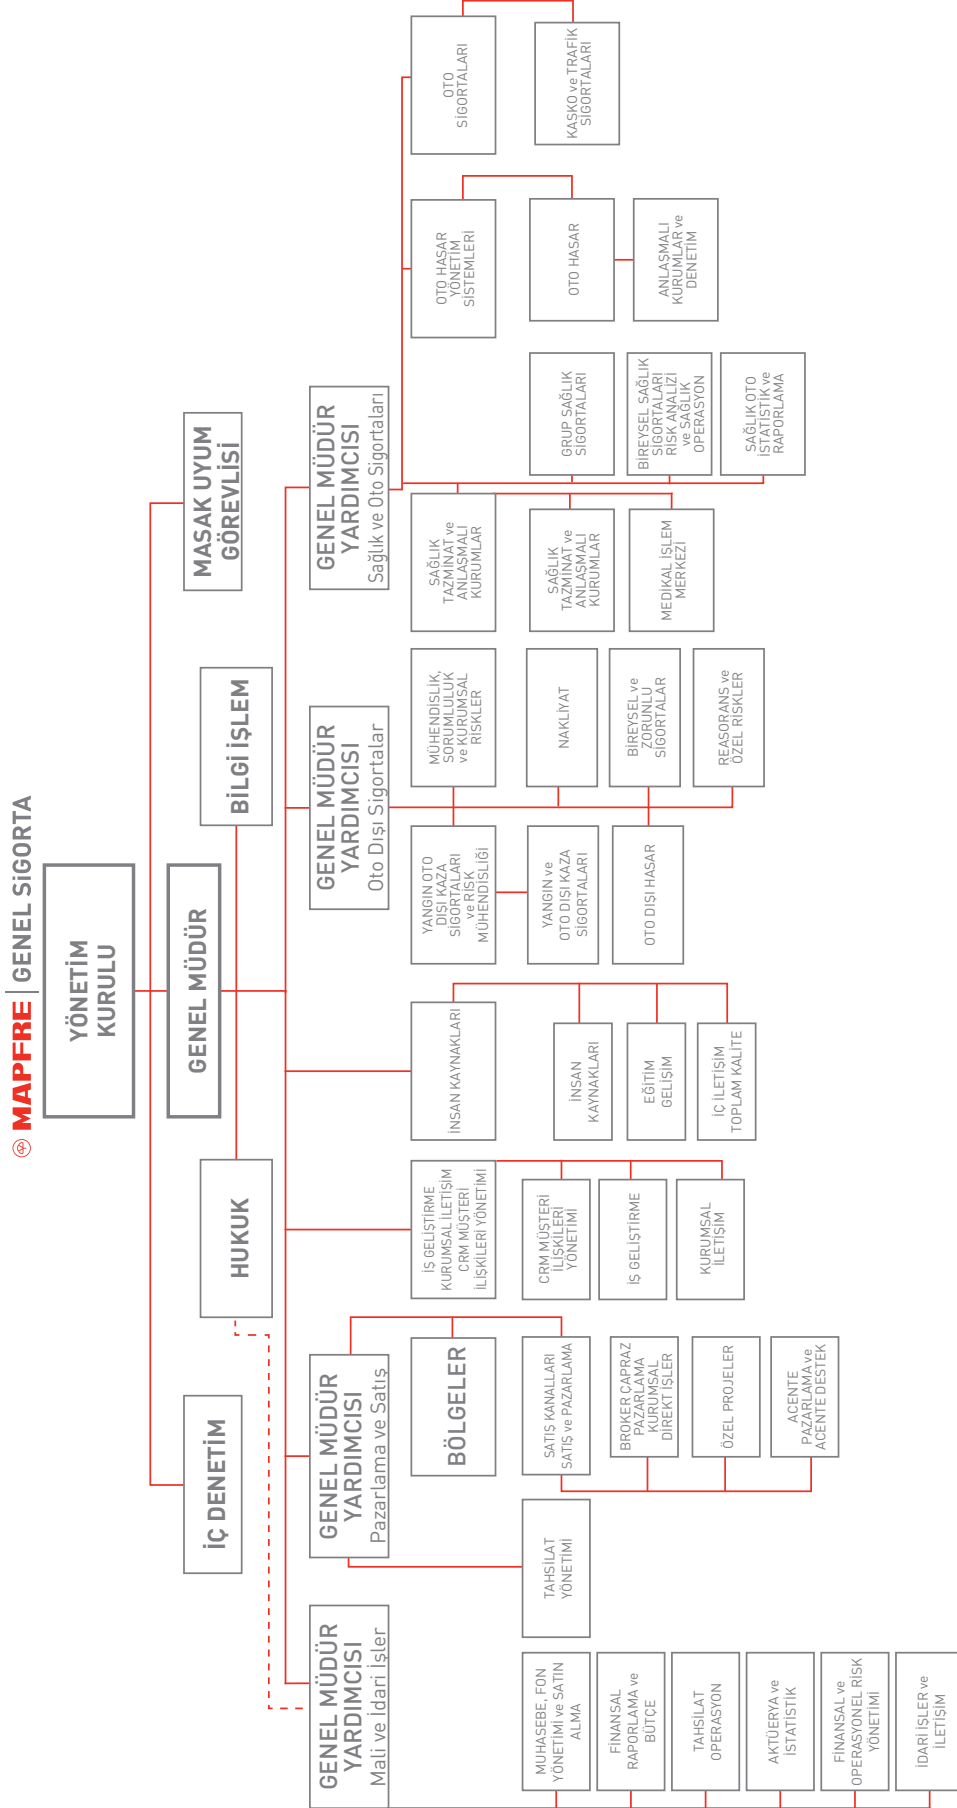 MAPFRE | GENEL SİGORTA
YÖNETİM
KURULU
İÇ DENETİM
MASAK UYUM
GÖREVLİSİ
GENEL MÜDÜR
HUKUK
BİLGİ İŞLEM
GENEL MÜDÜR
YARDIMCISI
Mali ve İdari İşler
MUHASEBE, FON
YÖNETİMİ ve SATIN
ALMA
FİNANSAL
RAPORLAMA ve
BÜTÇE
TAHSİLAT
OPERASYON
AKTÜERYA ve
İSTATİSTİK
FİNANSAL ve
OPERASYONEL RİSK
YÖNETİMİ
İDARİ İŞLER ve
İLETİŞİM
GENEL MÜDÜR
YARDIMCISI
Pazarlama ve Satış
TAHSİLAT
YÖNETİMİ
BÖLGELER
SATIŞ KANALLARI
SATIŞ ve PAZARLAMA
BROKER ÇAPRAZ
PAZARLAMA
KURUMSAL
DİREKT İŞLER
ÖZEL PROJELER
ACENTE
PAZARLAMA ve
ACENTE DESTEK
İŞ GELİŞTİRME
KURUMSAL İLETİŞİM
CRM MÜŞTERİ
İLİŞKİLERİ YÖNETİMİ
CRM MÜŞTERİ
İLİŞKİLERİ
YÖNETİMİ
İŞ GELİŞTİRME
KURUMSAL
İLETİŞİM
İNSAN KAYNAKLARI
İNSAN
KAYNAKLARI
EĞİTİM
GELİŞİM
İÇ İLETİŞİM
TOPLAM KALİTE
GENEL MÜDÜR
YARDIMCISI
Oto Dışı Sigortalar
YANGIN OTO
DIŞI KAZA
SİGORTALARI
ve RİSK
MÜHENDİSLİĞİ
YANGIN ve
OTO DIŞI KAZA
SİGORTALARI
OTO DIŞI HASAR
MÜHENDİSLİK,
SORUMLULUK
ve KURUMSAL
RİSKLER
NAKLİYAT
BİREYSEL ve
ZORUNLU
SİGORTALAR
REASORANS ve
ÖZEL RİSKLER
GENEL MÜDÜR
YARDIMCISI
Sağlık ve Oto Sigortaları
SAĞLIK
TAZMİNAT ve
ANLAŞMALI
KURUMLAR
SAĞLIK
TAZMİNAT ve
ANLAŞMALI
KURUMLAR
MEDİKAL İŞLEM
MERKEZİ
GRUP SAĞLIK
SİGORTALARI
BİREYSEL SAĞLIK
SİGORTALARI
RİSK ANALİZİ
ve SAĞLIK
OPERASYON
SAĞLIK OTO
İSTATİSTİK ve
RAPORLAMA
OTO HASAR
YÖNETİM
SİSTEMLERİ
OTO HASAR
ANLAŞMALI
KURUMLAR ve
DENETİM
OTO
SİGORTALARI
KASKO ve TRAFİK
SİGORTALARI